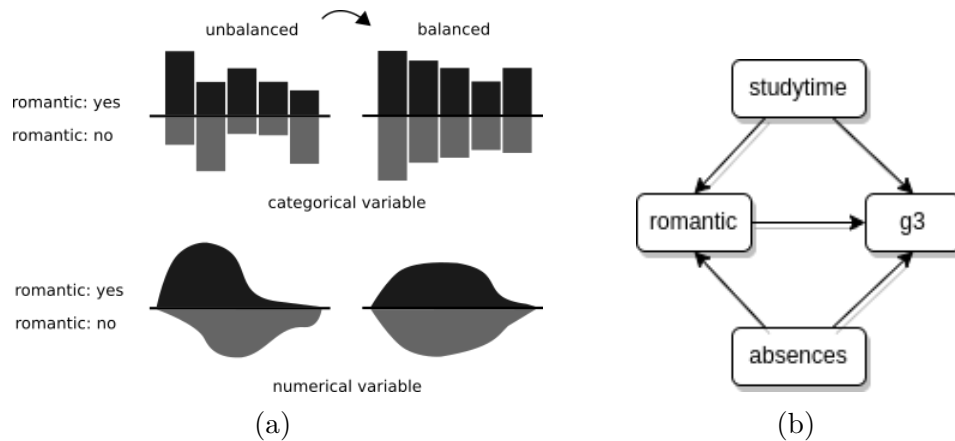 unbalanced
balanced
romantic: yes
romantic: no
categorical variable
romantic: yes
romantic: no
numerical variable
(a)
studytime
romantic
g3
absences
(b)